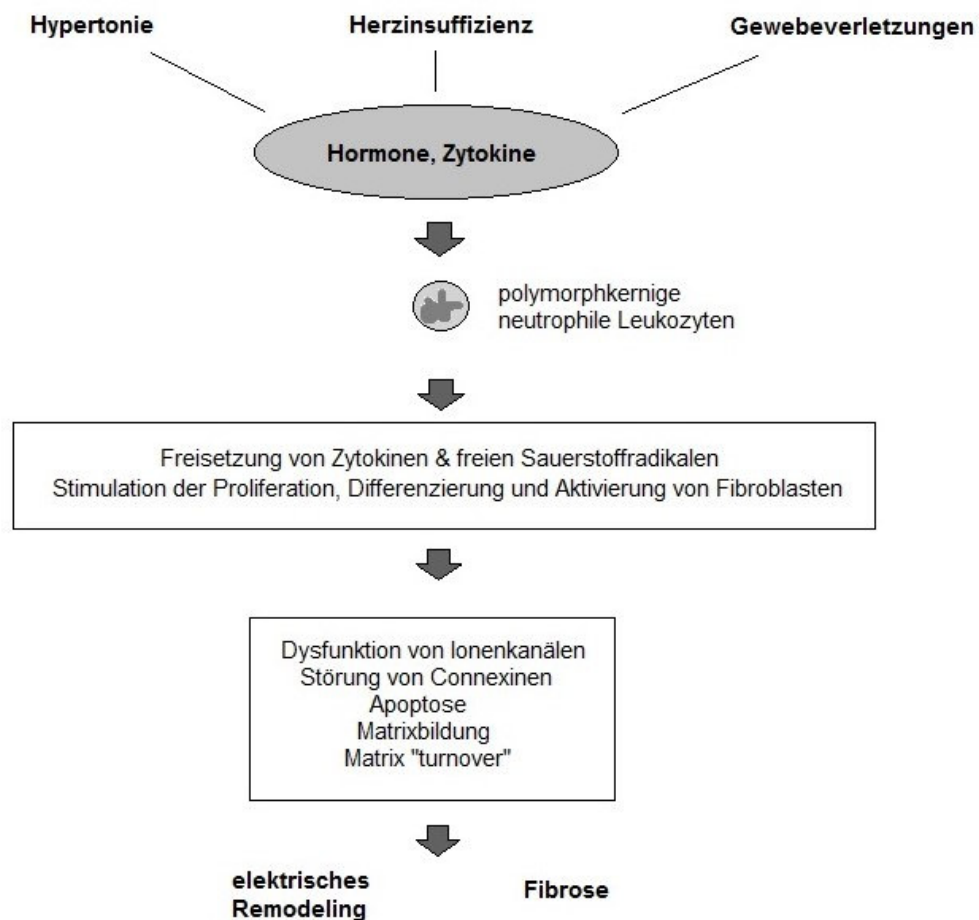 Hypertonie
Herzinsuffizienz
Gewebeverletzungen
Hormone, Zytokine
polymorphkernige
neutrophile Leukozyten
Freisetzung von Zytokinen & freien Sauerstoffradikalen
Stimulation der Proliferation, Differenzierung und Aktivierung von Fibroblasten
Dysfunktion von Ionenkanälen
Störung von Connexinen
Apoptose
Matrixbildung
Matrix "turnover"
elektrisches
Remodeling
Fibrose